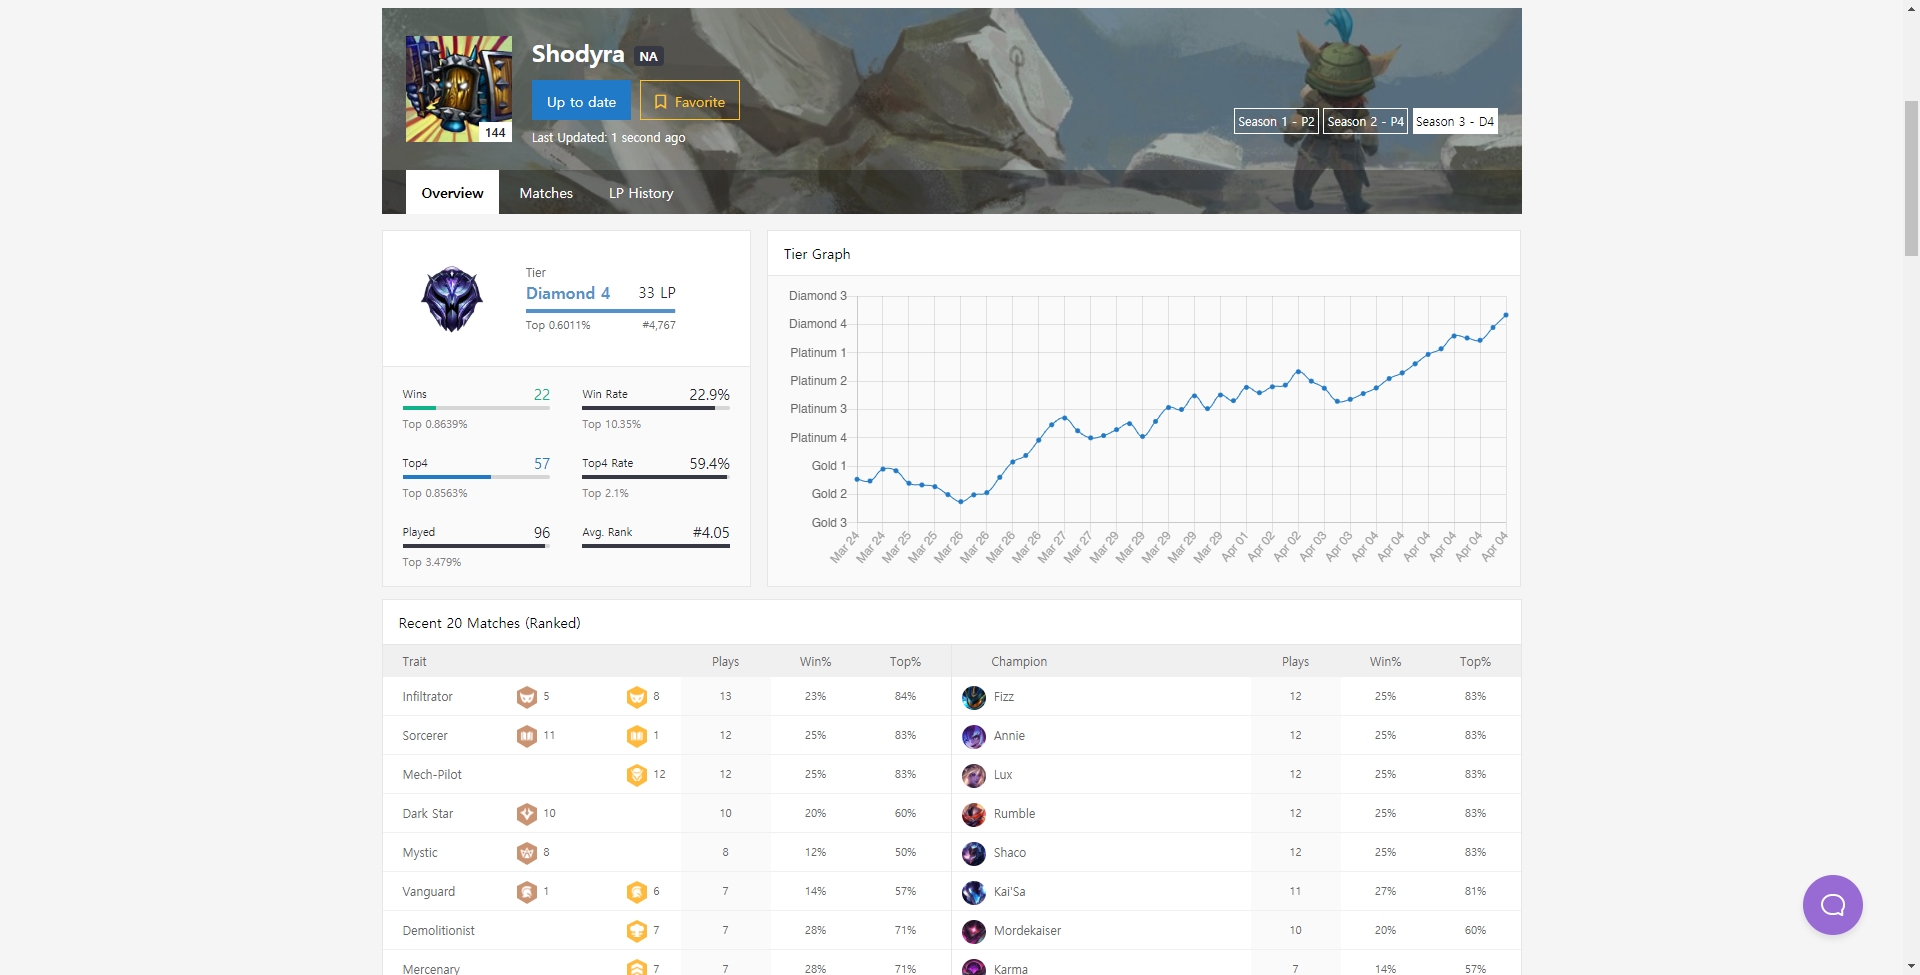 Shodyra NA
144
Up to date Favorite
Last Updated: 1 second ago
Season 1 - P2 Season 2 - P4 Season 3 - D4
Overview Matches LP History
Tier
Diamond 4 33 LP
Top 0.6011% #4,767
Wins 22 Win Rate 22.9%
Top 0.8639% Top 10.35%
Top4 57 Top4 Rate 59.4%
Top 0.8563% Top 2.1%
Played 96 Avg. Rank #4.05
Top 3.479%
Tier Graph
Diamond 3
Diamond 4
Platinum 1
Platinum 2
Platinum 3
Platinum 4
Gold 1
Gold 2
Gold 3
Mar 24 Mar 24 Mar 25 Mar 25 Mar 26 Mar 26 Mar 26 Mar 26 Mar 27 Mar 27 Mar 29 Mar 29 Mar 29 Mar 29 Mar 29 Apr 01 Apr 02 Apr 02 Apr 03 Apr 03 Apr 04 Apr 04 Apr 04 Apr 04 Apr 04 Apr 04
Recent 20 Matches (Ranked)
Trait Plays Win% Top% Champion Plays Win% Top%
Infiltrator 5 8 13 23% 84% Fizz 12 25% 83%
Sorcerer 11 1 12 25% 83% Annie 12 25% 83%
Mech-Pilot 12 12 25% 83% Lux 12 25% 83%
Dark Star 10 10 20% 60% Rumble 12 25% 83%
Mystic 8 8 12% 50% Shaco 12 25% 83%
Vanguard 1 6 7 14% 57% Kai'Sa 11 27% 81%
Demolitionist 7 7 28% 71% Mordekaiser 10 20% 60%
Mercenary 7 7 28% 71% Karma 7 14% 57%